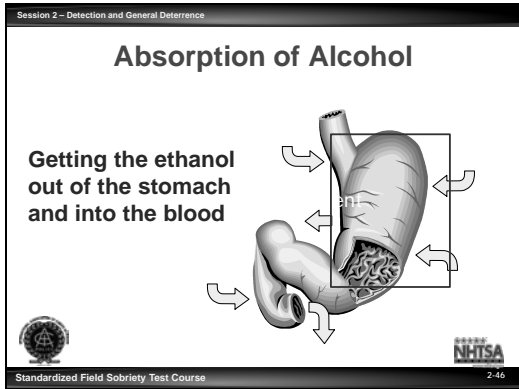 Session 2 – Detection and General Deterrence
Absorption of Alcohol
Getting the ethanol
out of the stomach
and into the blood
NHTSA
Standardized Field Sobriety Test Course
2-46